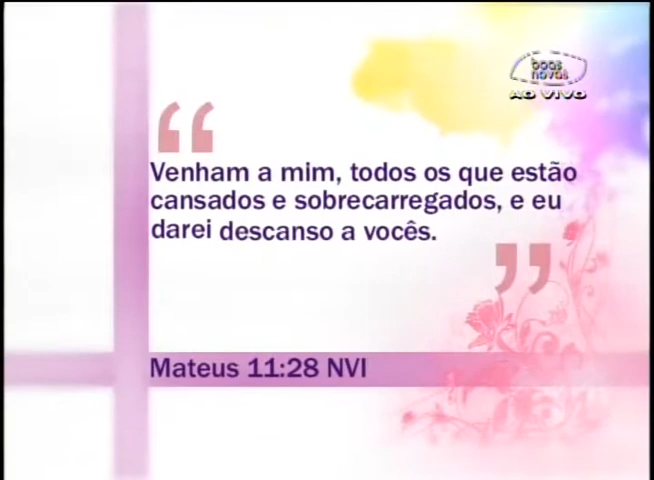 boas
novas
AO VIVO
“
Venham a mim, todos os que estão
cansados e sobrecarregados, e eu
darei descanso a vocês.
”
Mateus 11:28 NVI